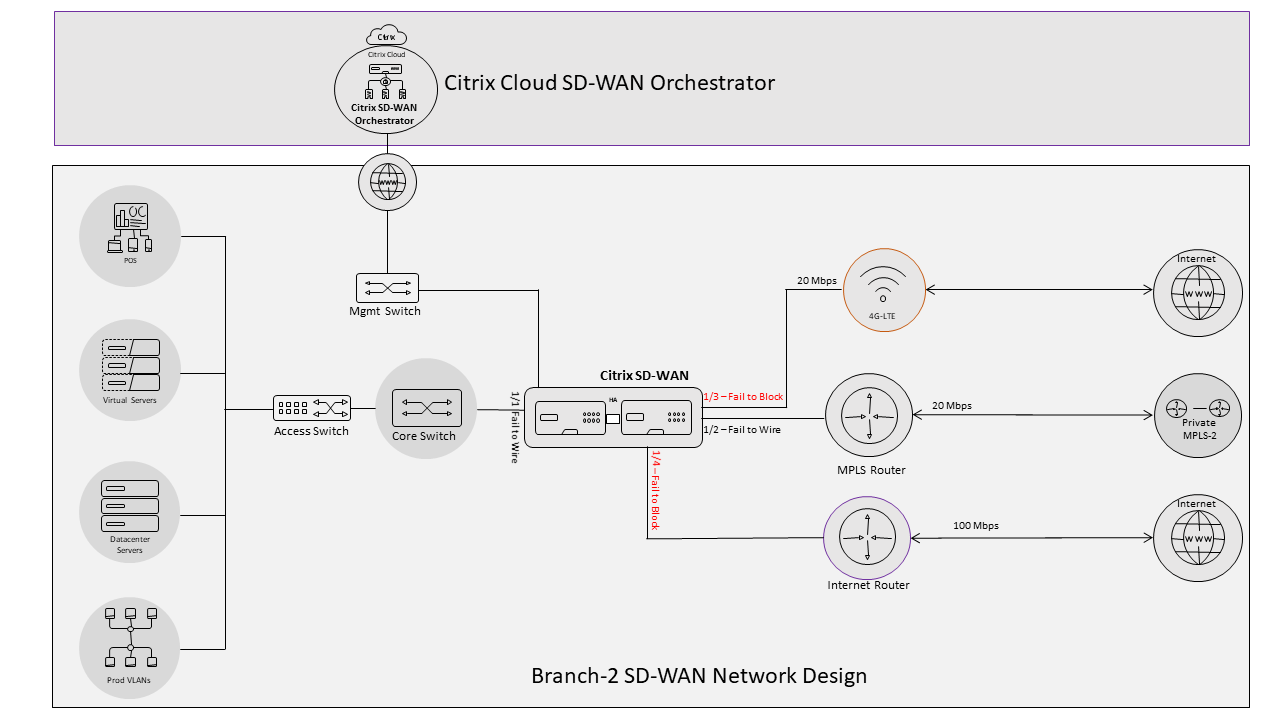 Citrix
Citrix Cloud
Citrix SD-WAN
Orchestrator
Citrix Cloud SD-WAN Orchestrator
WWW
OC
POS
Mgmt Switch
Virtual Servers
Access Switch
Core Switch
Datacenter
Servers
Prod VLANs
1/1 Fail to Wire
Citrix SD-WAN
HA
1/3 – Fail to Block
1/2 – Fail to Wire
1/4 – Fail to Block
20 Mbps
4G-LTE
Internet
WWW
MPLS Router
20 Mbps
Private
MPLS-2
Internet Router
100 Mbps
Internet
WWW
Branch-2 SD-WAN Network Design